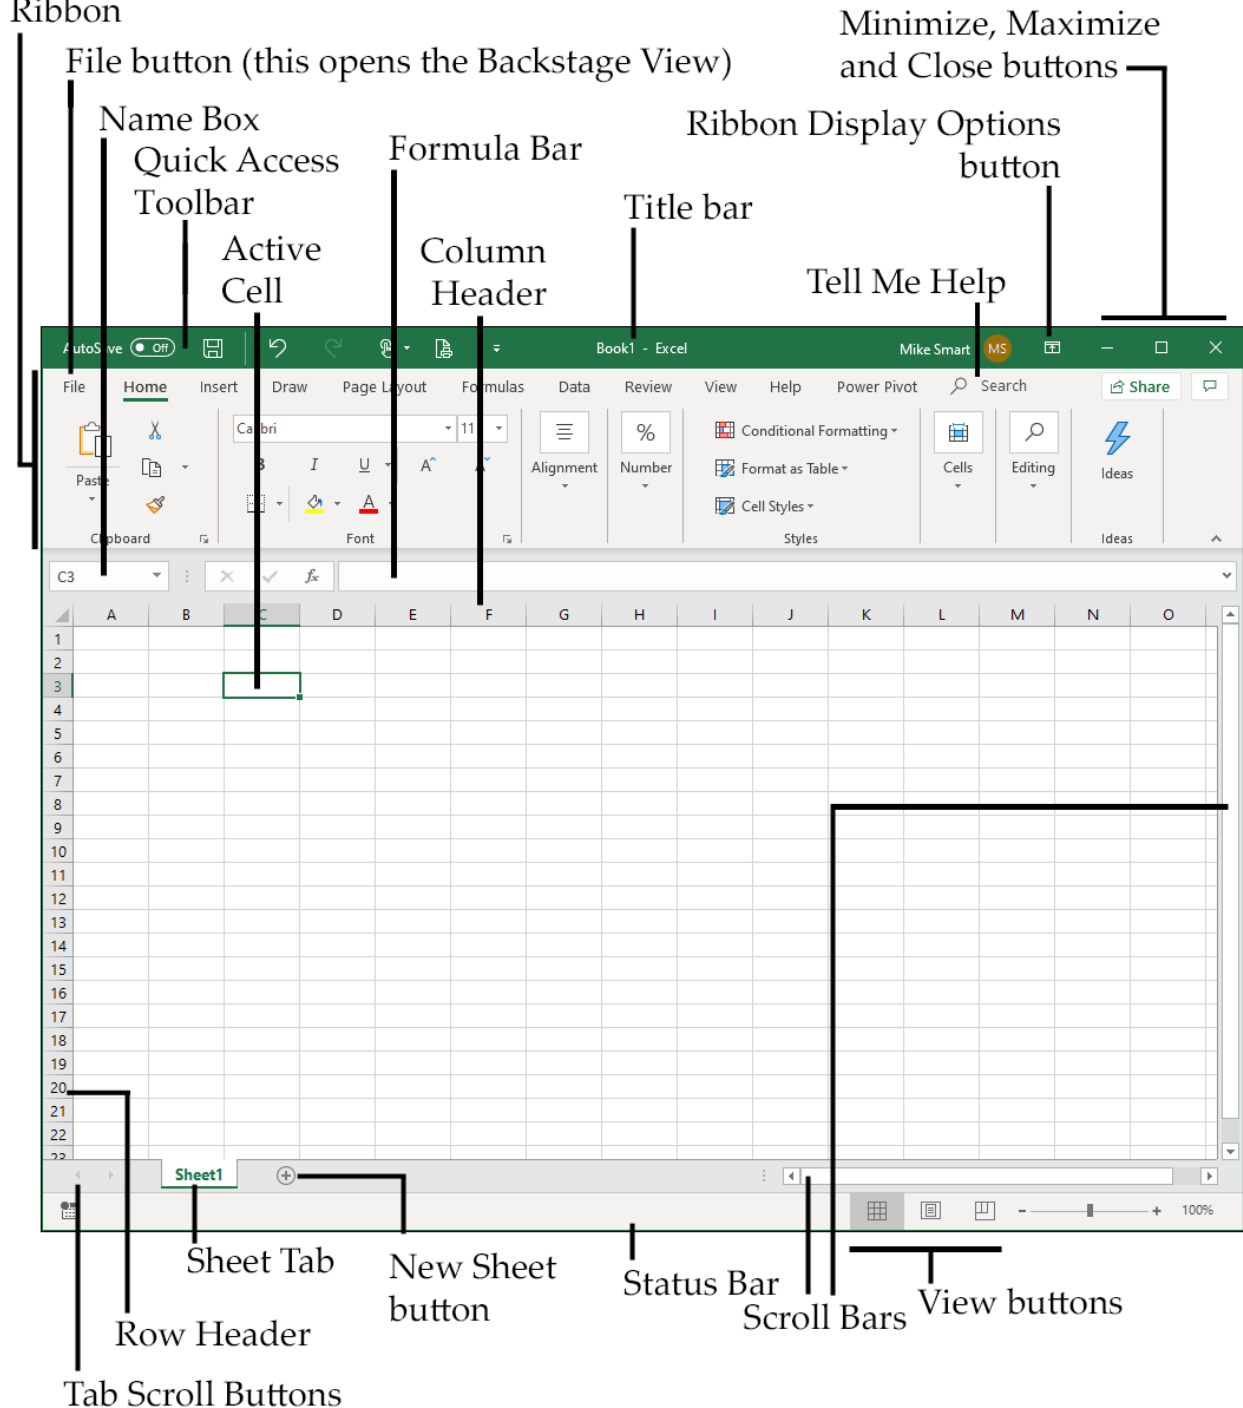 Ribbon
Minimize, Maximize
and Close buttons
File button (this opens the Backstage View)
Name Box
Ribbon Display Options
button
Quick Access
Toolbar
Formula Bar
Title bar
Active
Cell
Column
Header
Tell Me Help
AutoSave Off Book1 - Excel Mike Smart MS
File Home Insert Draw Page Layout Formulas Data Review View Help Power Pivot Search Share
Calibri 11 % Conditional Formatting
B I U A A Alignment Number Format as Table Cells Editing Ideas
Paste
A Cell Styles
Clipboard Font Styles Ideas
C3 fx
A B C D E F G H I J K L M N O
1
2
3
4
5
6
7
8
9
10
11
12
13
14
15
16
17
18
19
20
21
22
23
Sheet1
100%
Sheet Tab
New Sheet
button
Status Bar
Scroll Bars
View buttons
Row Header
Tab Scroll Buttons